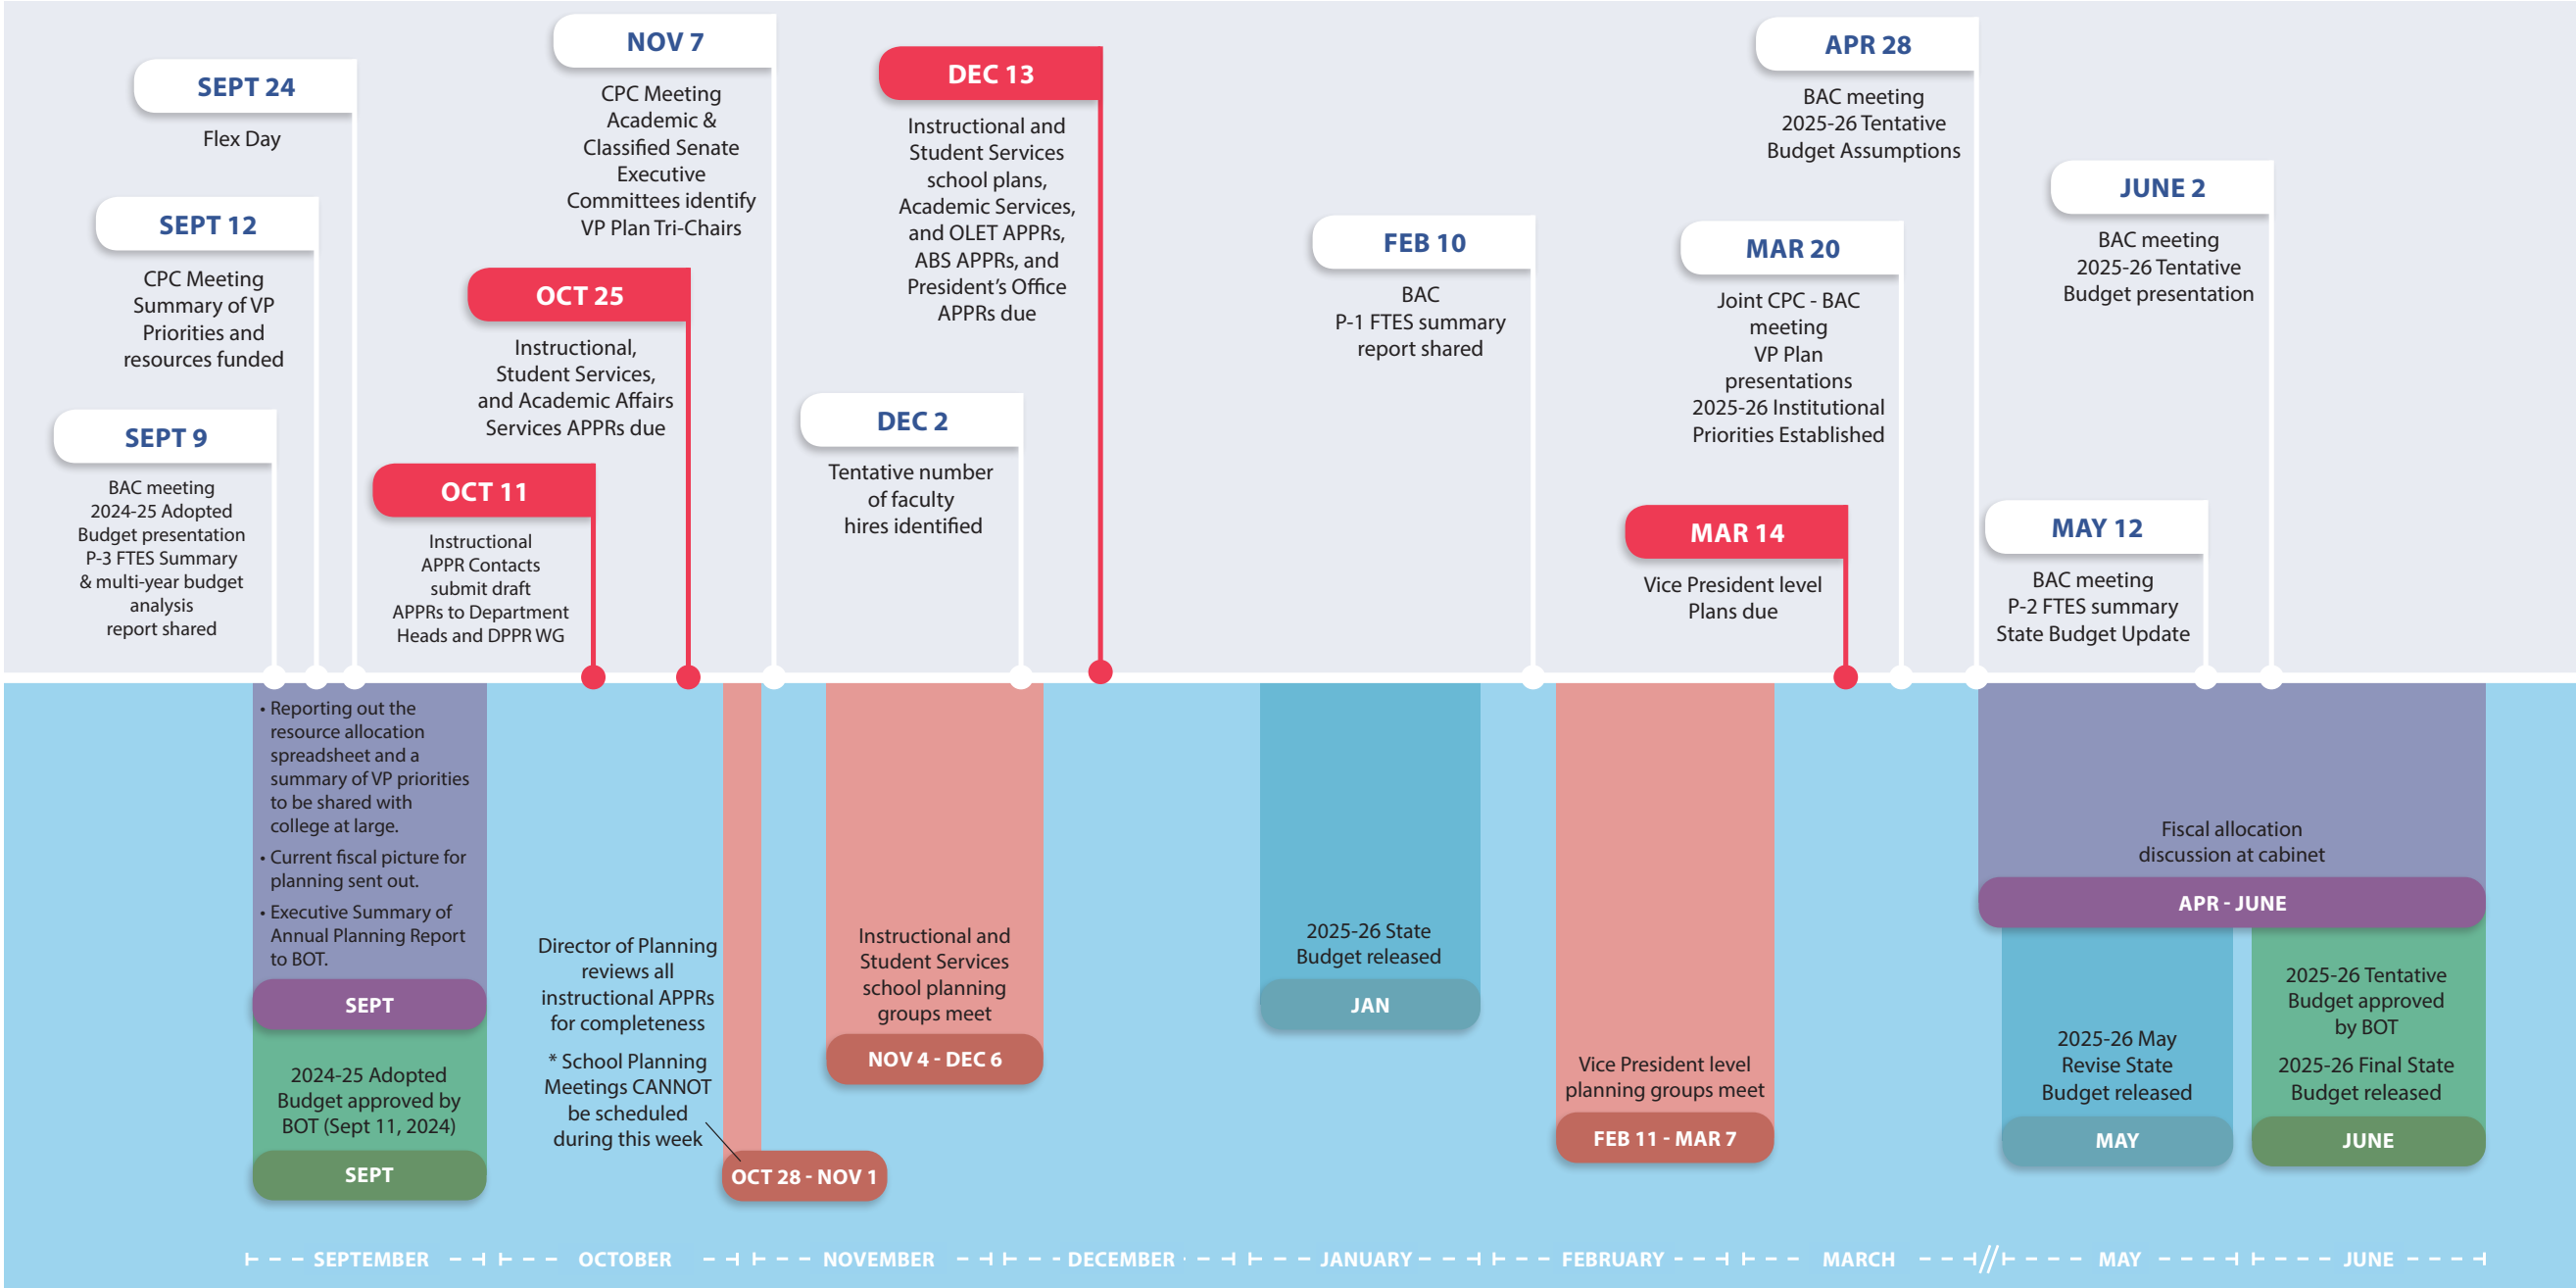 SEPT 24
Flex Day
SEPT 12
CPC Meeting
Summary of VP
Priorities and
resources funded
SEPT 9
BAC meeting
2024-25 Adopted
Budget presentation
P-3 FTES Summary
& multi-year budget
analysis
report shared
NOV 7
CPC Meeting
Academic &
Classified Senate
Executive
Committees identify
VP Plan Tri-Chairs
OCT 25
Instructional,
Student Services,
and Academic Affairs
Services APPRs due
OCT 11
Instructional
APPR Contacts
submit draft
APPRs to Department
Heads and DPPR WG
DEC 13
Instructional and
Student Services
school plans,
Academic Services,
and OLET APPRs,
ABS APPRs, and
President's Office
APPRs due
DEC 2
Tentative number
of faculty
hires identified
FEB 10
BAC
P-1 FTES summary
report shared
APR 28
BAC meeting
2025-26 Tentative
Budget Assumptions
MAR 20
Joint CPC - BAC
meeting
VP Plan
presentations
2025-26 Institutional
Priorities Established
MAR 14
Vice President level
Plans due
JUNE 2
BAC meeting
2025-26 Tentative
Budget presentation
MAY 12
BAC meeting
P-2 FTES summary
State Budget Update
• Reporting out the
resource allocation
spreadsheet and a
summary of VP priorities
to be shared with
college at large.
• Current fiscal picture for
planning sent out.
• Executive Summary of
Annual Planning Report
to BOT.
SEPT
2024-25 Adopted
Budget approved by
BOT (Sept 11, 2024)
SEPT
Director of Planning
reviews all
instructional APPRs
for completeness
* School Planning
Meetings CANNOT
be scheduled
during this week
OCT 28 - NOV 1
Instructional and
Student Services
school planning
groups meet
NOV 4 - DEC 6
2025-26 State
Budget released
JAN
Vice President level
planning groups meet
FEB 11 - MAR 7
Fiscal allocation
discussion at cabinet
APR - JUNE
2025-26 May
Revise State
Budget released
MAY
2025-26 Tentative
Budget approved
by BOT
2025-26 Final State
Budget released
JUNE
SEPTEMBER OCTOBER NOVEMBER DECEMBER JANUARY FEBRUARY MARCH // MAY JUNE